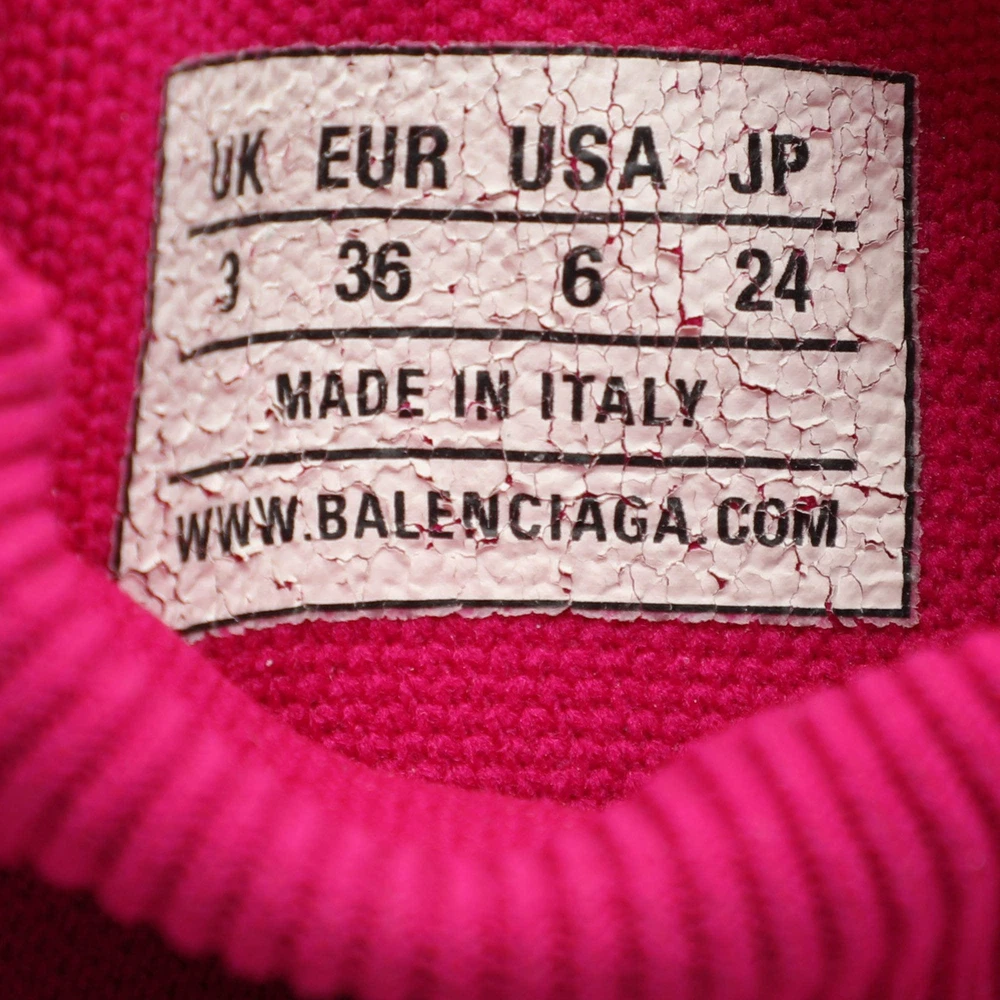 UK EUR USA JP
3 36 6 24
MADE IN ITALY
WWW.BALENCIAGA.COM